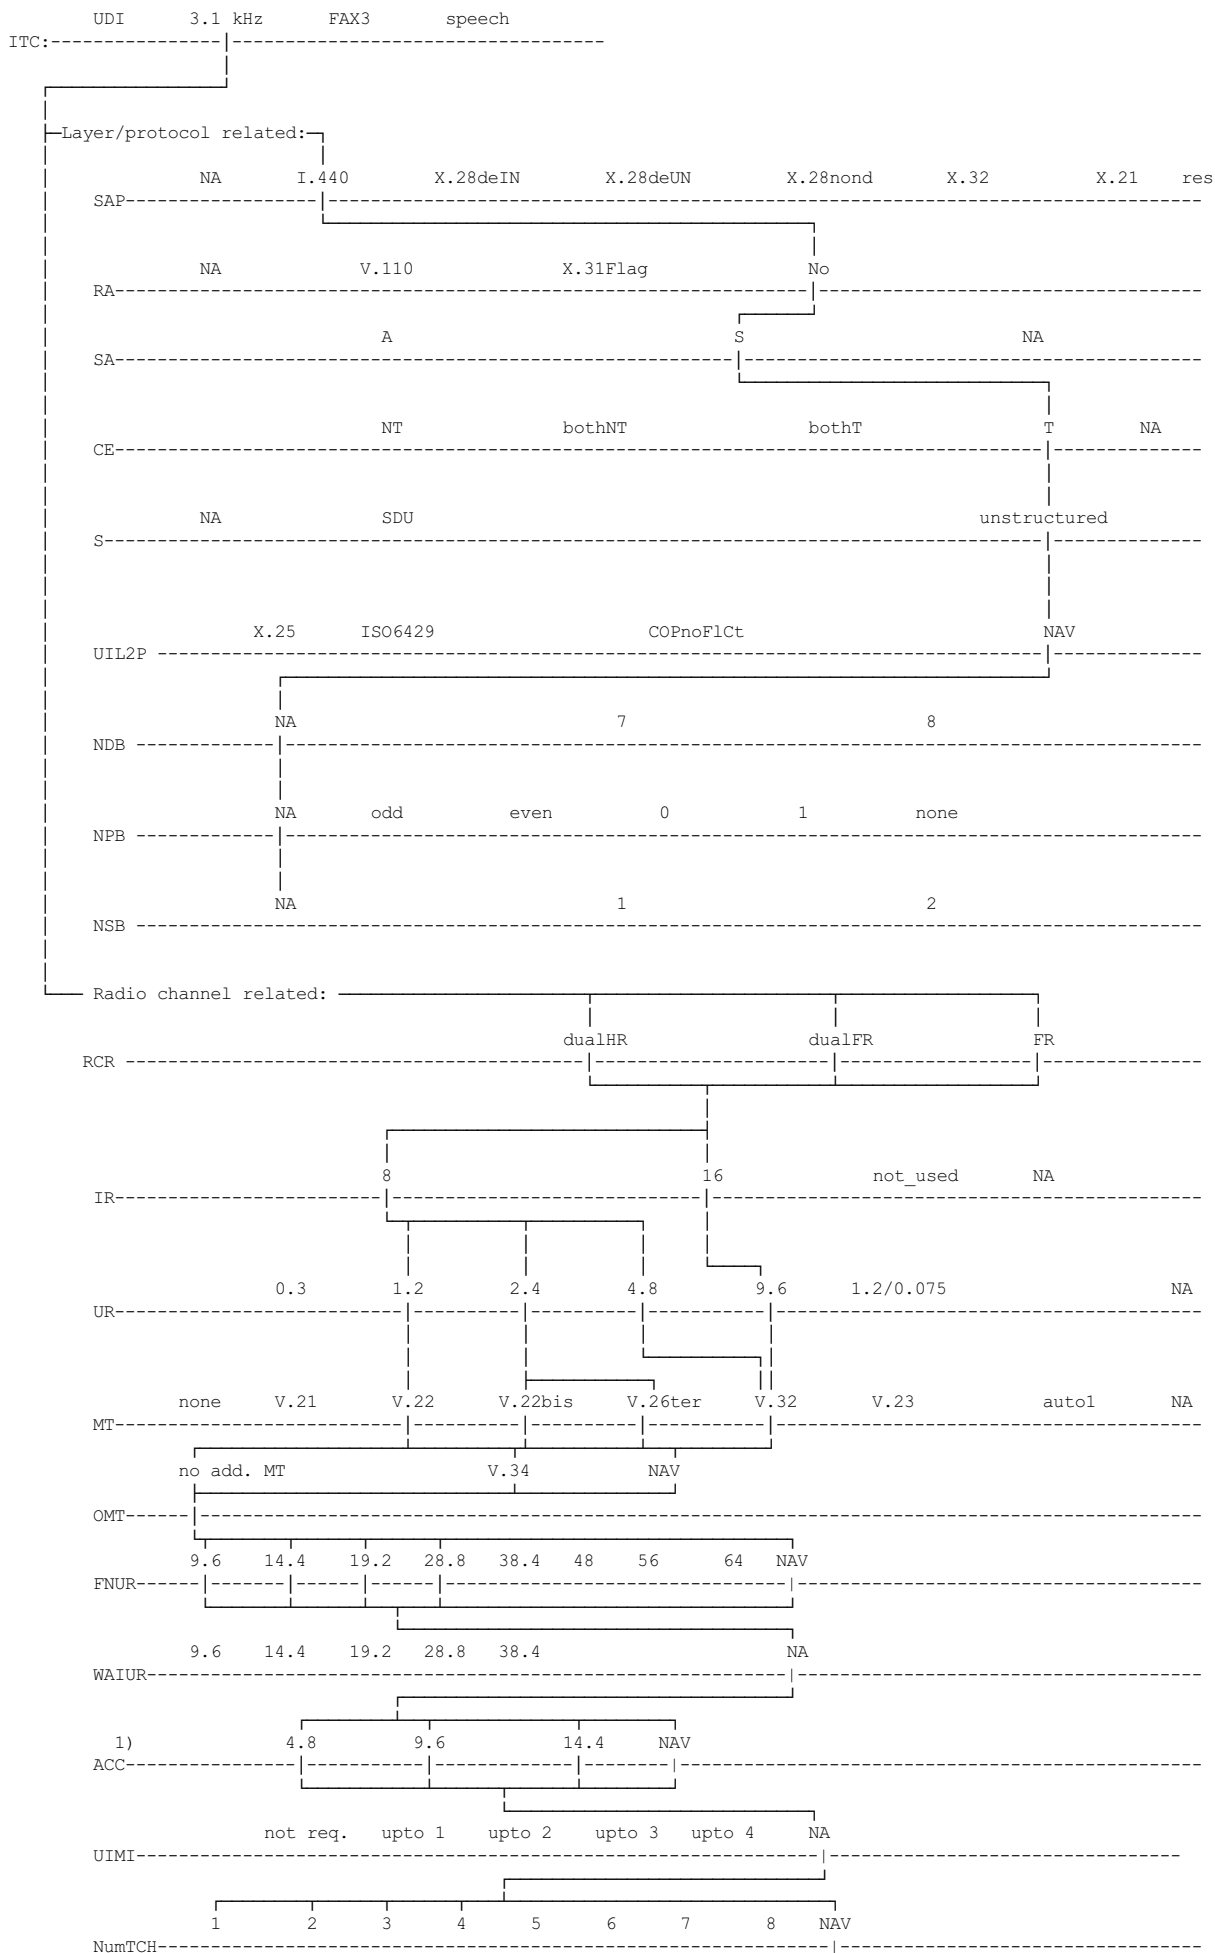 UDI 3.1 kHz FAX3 speech
ITC:
Layer/protocol related:
NA I.440 X.28deIN X.28deUN X.28nond X.32 X.21 res
SAP
NA V.110 X.31Flag No
RA
A S NA
SA
NT bothNT bothT T NA
CE
NA SDU unstructured
S
X.25 ISO6429 COPnoFlCt NAV
UIL2P
NA 7 8
NDB
NA odd even 0 1 none
NPB
NA 1 2
NSB
Radio channel related:
dualHR dualFR FR
RCR
8 16 not_used NA
IR
0.3 1.2 2.4 4.8 9.6 1.2/0.075 NA
UR
none V.21 V.22 V.22bis V.26ter V.32 V.23 auto1 NA
MT
no add. MT V.34 NAV
OMT
9.6 14.4 19.2 28.8 38.4 48 56 64 NAV
FNUR
9.6 14.4 19.2 28.8 38.4 NA
WAIUR
1) 4.8 9.6 14.4 NAV
ACC
not req. upto 1 upto 2 upto 3 upto 4 NA
UIMI
1 2 3 4 5 6 7 8 NAV
NumTCH